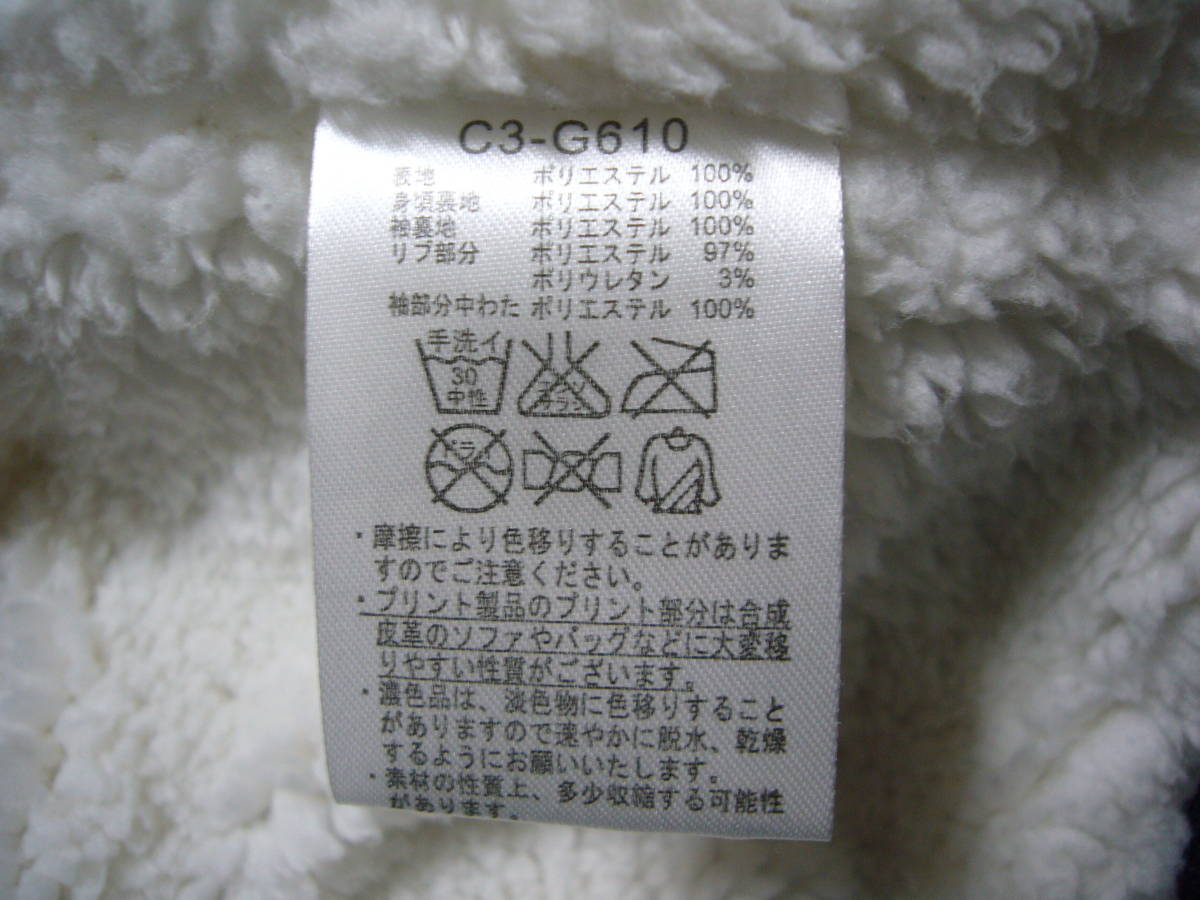 C3-G610
表地 ポリエステル 100%
身頃裏地 ポリエステル 100%
袖裏地 ポリエステル 100%
リブ部分 ポリエステル 97%
ポリウレタン 3%
袖部分中わた ポリエステル 100%
手洗イ
30
中性
エンソ
サラシ
ドライ
・摩擦により色移りすることがありま
すのでご注意ください。
・プリント製品のプリント部分は合成
皮革のソファやバッグなどに大変移
りやすい性質がございます。
・濃色品は、淡色物に色移りすること
がありますので速やかに脱水、乾燥
するようにお願いいたします。
・素材の性質上、多少収縮する可能性
があります。